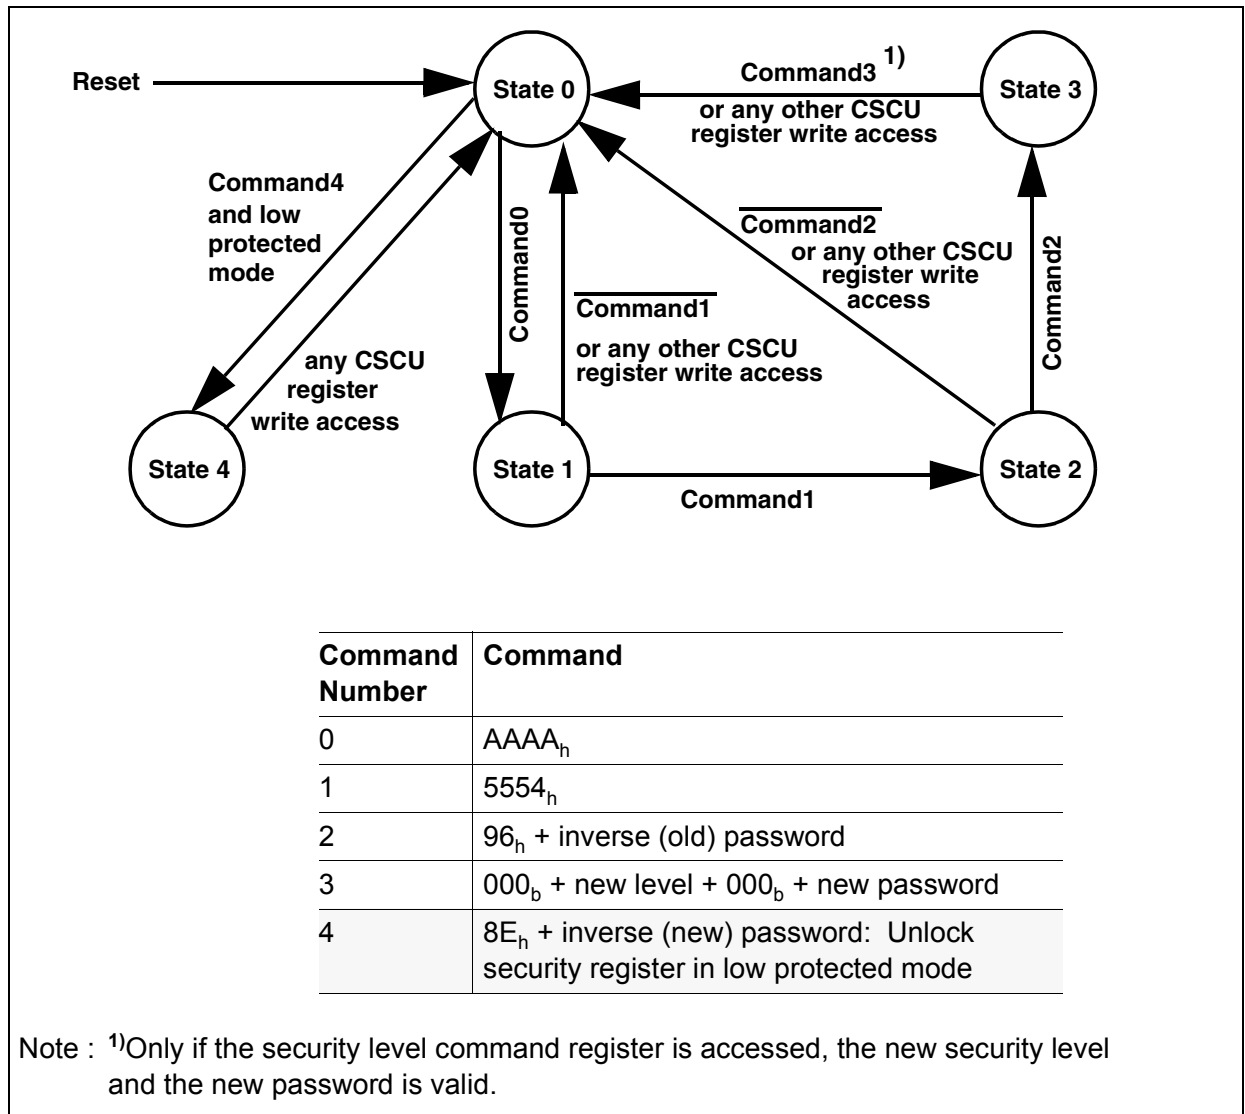 Reset
State 0
Command3 1)
or any other CSCU
register write access
State 3
Command4
and low
protected
mode
Command0
Command1
or any other CSCU
register write access
Command2
or any other CSCU
register write
access
Command2
any CSCU
register
write access
State 4
State 1
Command1
State 2
Command Number | Command
0 | AAAAh
1 | 5554h
2 | 96h + inverse (old) password
3 | 000b + new level + 000b + new password
4 | 8Eh + inverse (new) password: Unlock
security register in low protected mode
Note : 1)Only if the security level command register is accessed, the new security level
and the new password is valid.